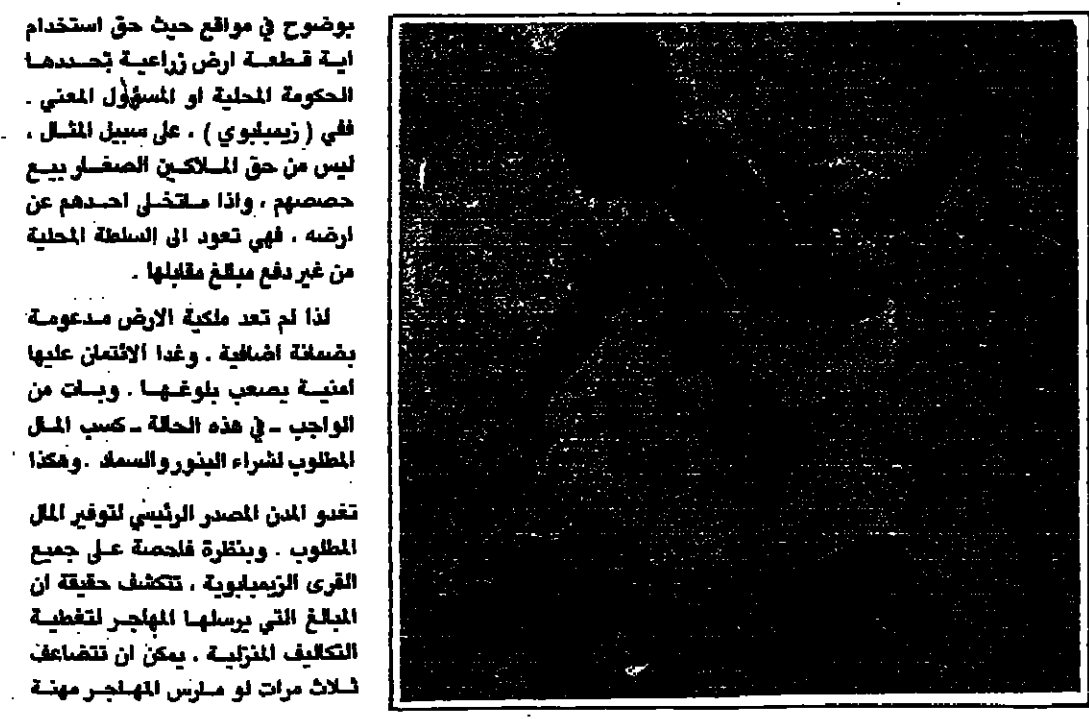 بوضوح في مواقع حيث حق استخدام
اية قطعة ارض زراعية تحددها
الحكومة المحلية او المسؤول المعني .
ففي ( زيمبابوي ) ، على سبيل المثال ،
ليس من حق الملاكين الصغار بيع
حصصهم ، واذا ماتخلى احدهم عن
ارضه ، فهي تعود الى السلطة المحلية
من غير دفع مبالغ مقابلها .
لذا لم تعد ملكية الارض مدعومة
بضمانة اضافية . وغدا الائتمان عليها
امنية يصعب بلوغها . وبات من
الواجب - في هذه الحالة - كسب المال
المطلوب لشراء البذور والسماد . وهكذا
تغدو المدن المصدر الرئيسي لتوفير المال
المطلوب . وبنظرة فاحصة على جميع
القرى الزيمبابوية ، تتكشف حقيقة ان
المبالغ التي يرسلها المهاجر لتغطية
التكاليف المنزلية ، يمكن ان تتضاعف
ثلاث مرات لو مارس المهاجر مهنة